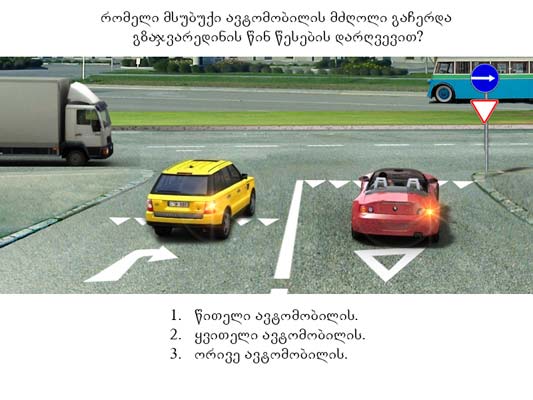 რომელი მსუბუქი ავტომობილის მძღოლი გაჩერდა
გზაჯვარედინის წინ წესების დარღვევით?
1. წითელი ავტომობილის.
2. ყვითელი ავტომობილის.
3. ორივე ავტომობილის.